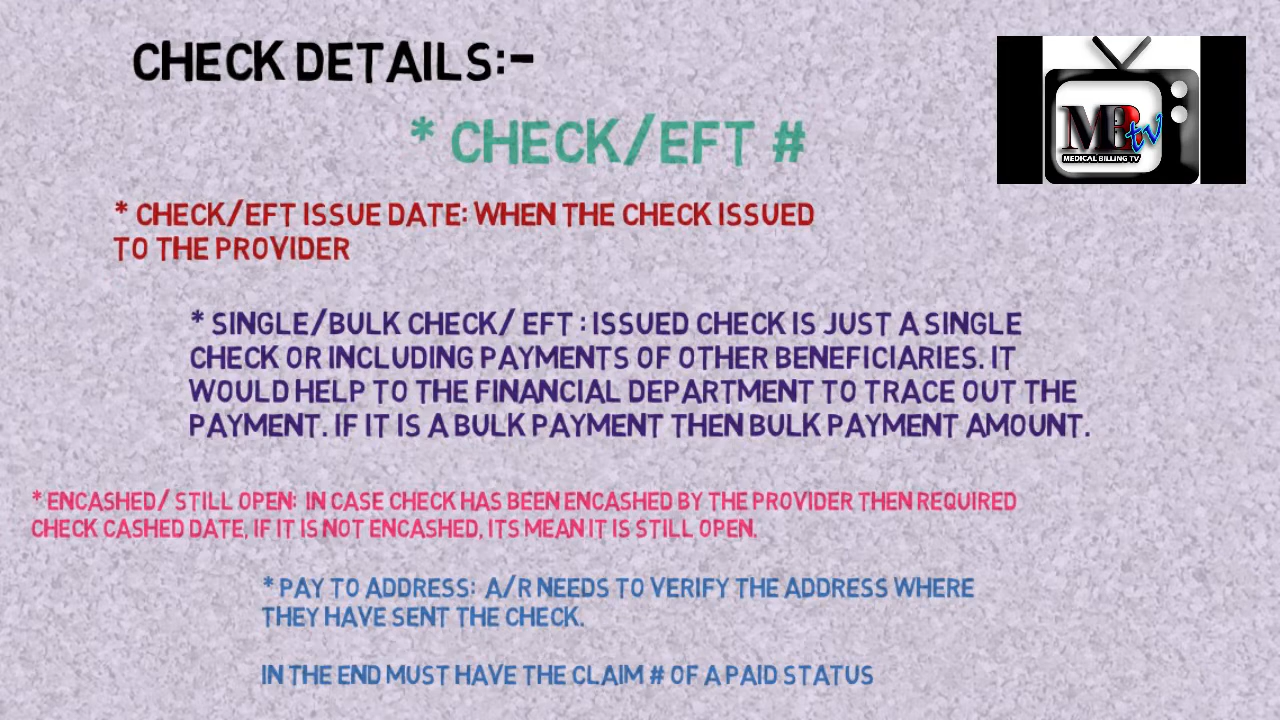 CHECK DETAILS:-
* CHECK/EFT #
* CHECK/EFT ISSUE DATE: WHEN THE CHECK ISSUED
TO THE PROVIDER
* SINGLE/BULK CHECK/ EFT : ISSUED CHECK IS JUST A SINGLE
CHECK OR INCLUDING PAYMENTS OF OTHER BENEFICIARIES. IT
WOULD HELP TO THE FINANCIAL DEPARTMENT TO TRACE OUT THE
PAYMENT. IF IT IS A BULK PAYMENT THEN BULK PAYMENT AMOUNT.
* ENCASHED/ STILL OPEN: IN CASE CHECK HAS BEEN ENCASHED BY THE PROVIDER THEN REQUIRED
CHECK CASHED DATE, IF IT IS NOT ENCASHED, ITS MEAN IT IS STILL OPEN.
* PAY TO ADDRESS: A/R NEEDS TO VERIFY THE ADDRESS WHERE
THEY HAVE SENT THE CHECK.
IN THE END MUST HAVE THE CLAIM # OF A PAID STATUS
MB tv
MEDICAL BILLING TV